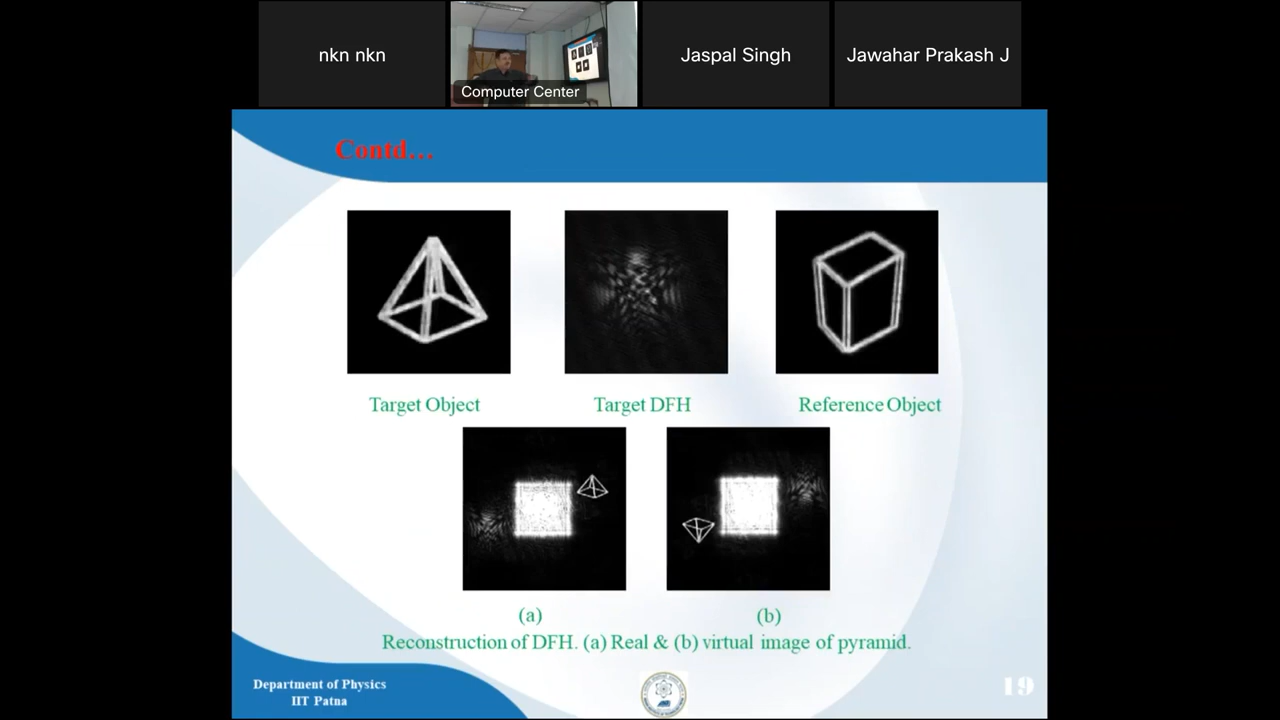 nkn nkn
Computer Center
Jaspal Singh
Jawahar Prakash J
Contd...
Target Object
Target DFH
Reference Object
(a)
(b)
Reconstruction of DFH. (a) Real & (b) virtual image of pyramid.
Department of Physics
IIT Patna
19